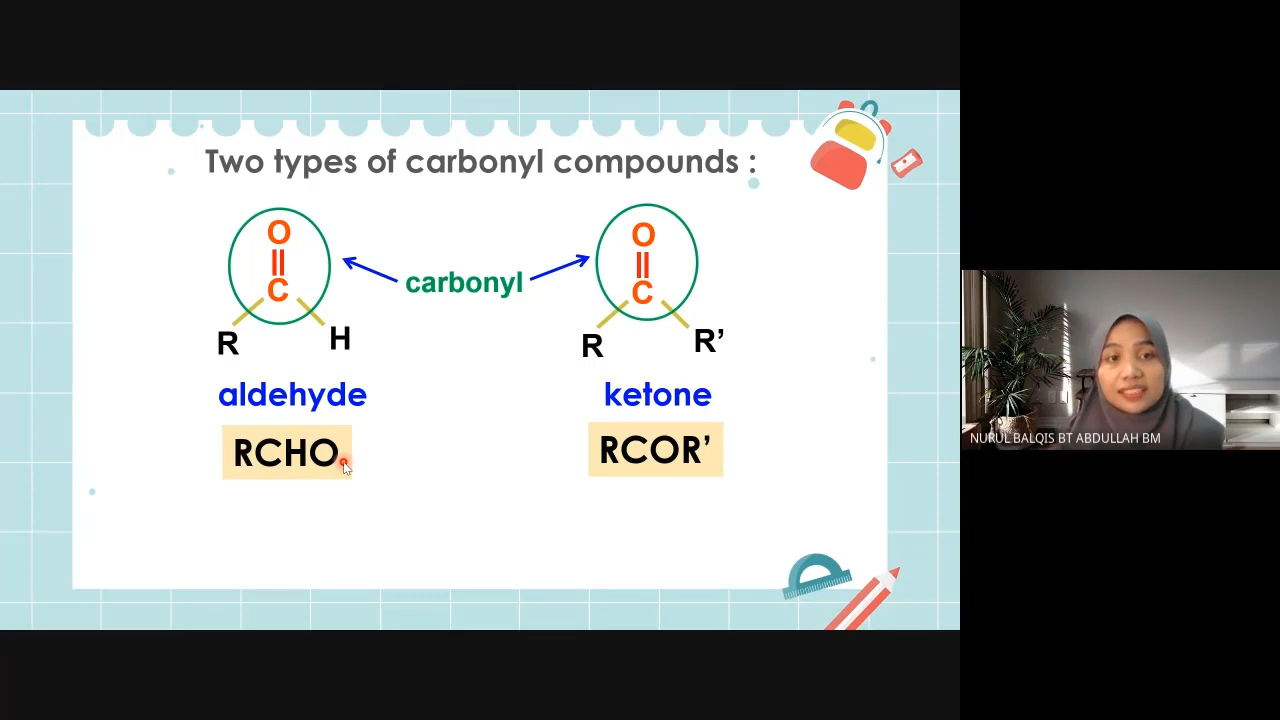 Two types of carbonyl compounds :
O
C
R
H
carbonyl
O
C
R
R’
aldehyde
ketone
RCHO
RCOR’
NURUL BALQIS BT ABDULLAH BM